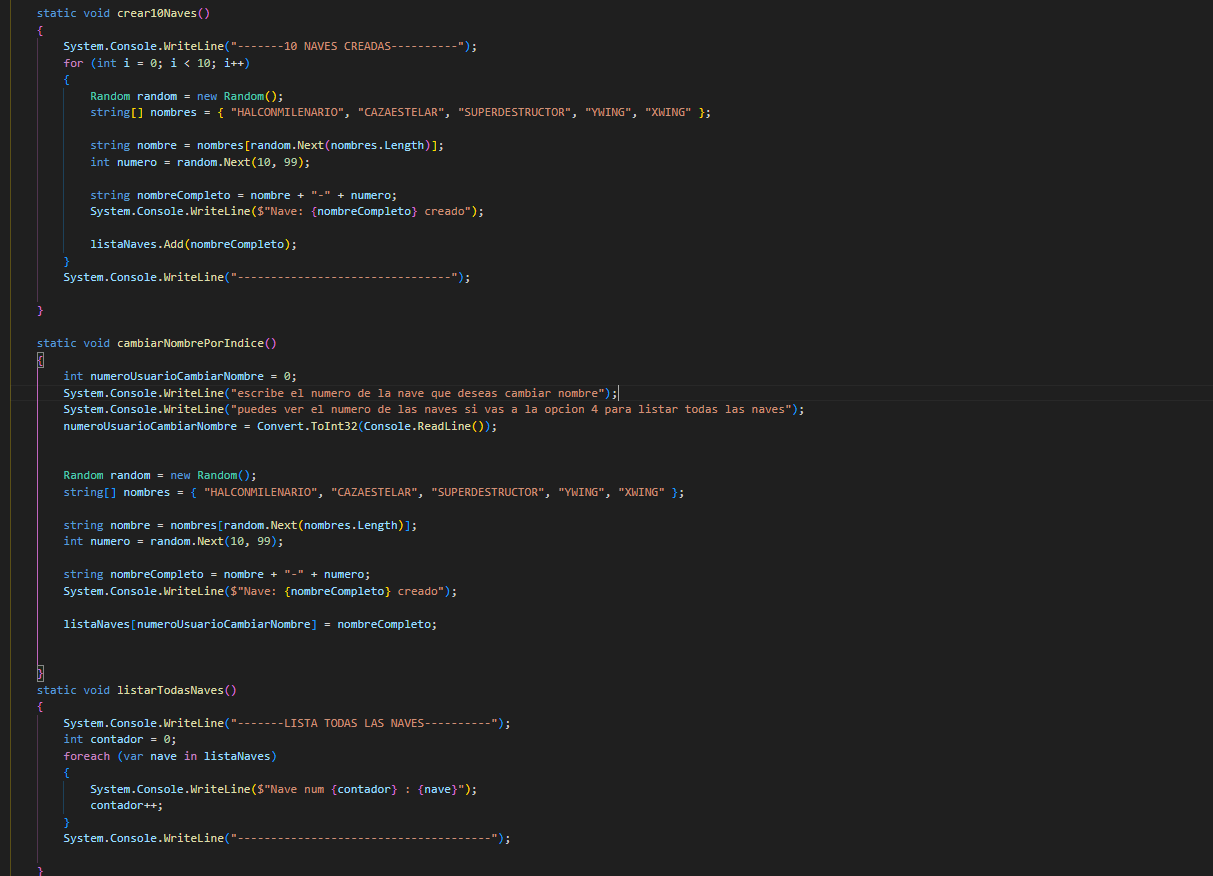 static void crear10Naves()
{
System.Console.WriteLine("-------10 NAVES CREADAS----------");
for (int i = 0; i < 10; i++)
{
Random random = new Random();
string[] nombres = { "HALCONMILENARIO", "CAZAESTELAR", "SUPERDESTRUCTOR", "YWING", "XWING" };
string nombre = nombres[random.Next(nombres.Length)];
int numero = random.Next(10, 99);
string nombreCompleto = nombre + "-" + numero;
System.Console.WriteLine($"Nave: {nombreCompleto} creado");
listaNaves.Add(nombreCompleto);
}
System.Console.WriteLine("--------------------------------");
}
static void cambiarNombrePorIndice()
{
int numeroUsuarioCambiarNombre = 0;
System.Console.WriteLine("escribe el numero de la nave que deseas cambiar nombre");
System.Console.WriteLine("puedes ver el numero de las naves si vas a la opcion 4 para listar todas las naves");
numeroUsuarioCambiarNombre = Convert.ToInt32(Console.ReadLine());
Random random = new Random();
string[] nombres = { "HALCONMILENARIO", "CAZAESTELAR", "SUPERDESTRUCTOR", "YWING", "XWING" };
string nombre = nombres[random.Next(nombres.Length)];
int numero = random.Next(10, 99);
string nombreCompleto = nombre + "-" + numero;
System.Console.WriteLine($"Nave: {nombreCompleto} creado");
listaNaves[numeroUsuarioCambiarNombre] = nombreCompleto;
}
static void listarTodasNaves()
{
System.Console.WriteLine("-------LISTA TODAS LAS NAVES----------");
int contador = 0;
foreach (var nave in listaNaves)
{
System.Console.WriteLine($"Nave num {contador} : {nave}");
contador++;
}
System.Console.WriteLine("--------------------------------------");
}